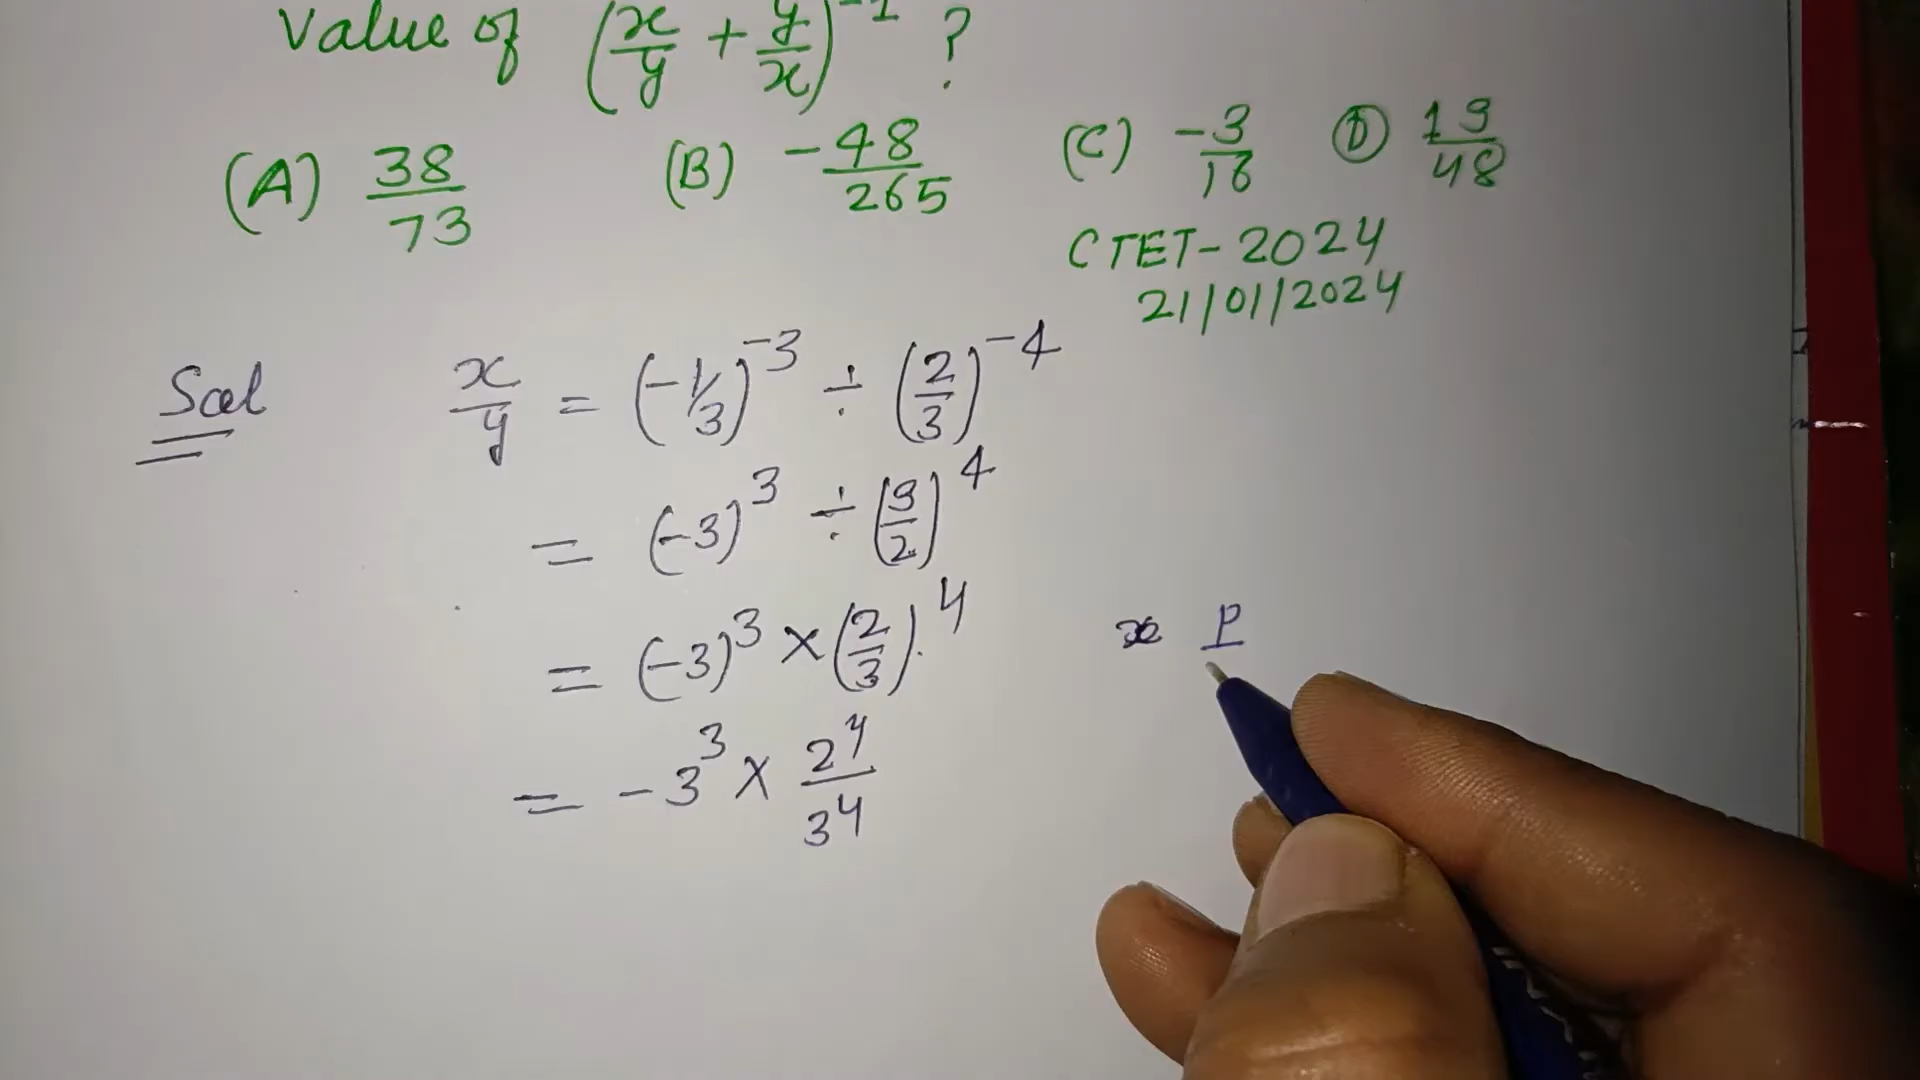 Value of (x/y + y/x)^-1 ?
(A) 38/73 (B) -48/265 (C) -3/16 (D) 19/48
CTET-2024
21/01/2024
Sol x/y = (-1/3)^-3 ÷ (2/3)^-4
= (-3)^3 ÷ (3/2)^4
= (-3)^3 × (2/3)^4
= -3^3 × 2^4/3^4
P